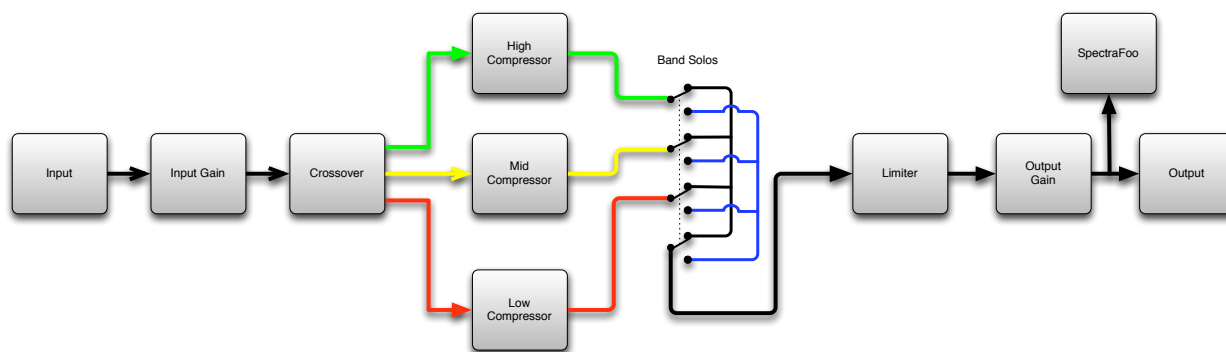 Input
Input Gain
Crossover
High
Compressor
Mid
Compressor
Low
Compressor
Band Solos
Limiter
Output
Gain
SpectraFoo
Output